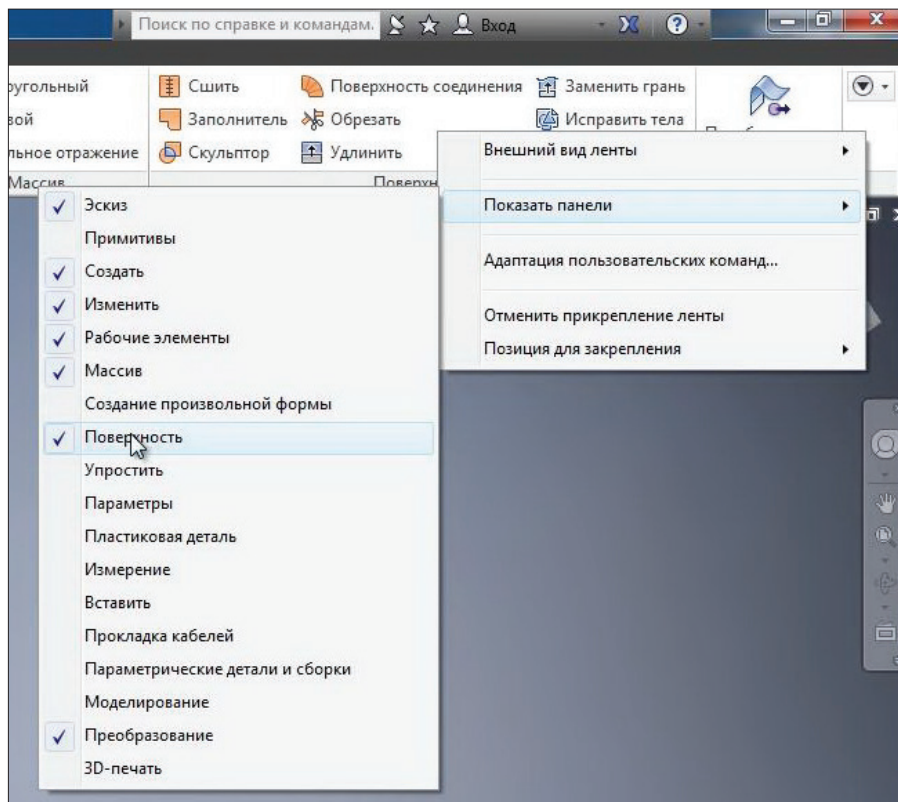 Поиск по справке и командам.
Вход
Сшить
Поверхность соединения
Заменить грань
вой
Заполнитель
Обрезать
Исправить тела
отражение
Скульптор
Удлинить
Массив
Внешний вид ленты
Показать панели
Адаптация пользовательских команд...
Отменить прикрепление ленты
Позиция для закрепления
Эскиз
Примитивы
Создать
Изменить
Рабочие элементы
Массив
Создание произвольной формы
Поверхность
Упростить
Параметры
Пластиковая деталь
Измерение
Вставить
Прокладка кабелей
Параметрические детали и сборки
Моделирование
Преобразование
3D-печать